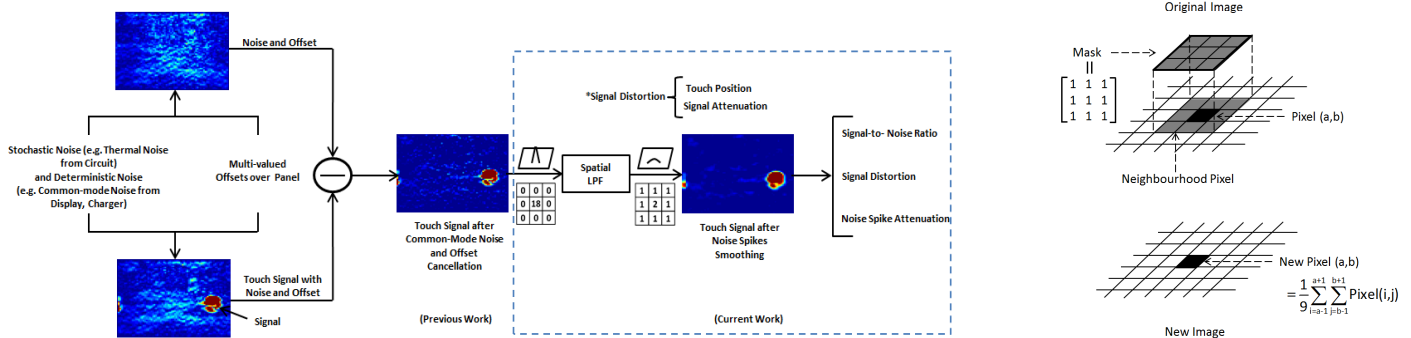 Noise and Offset
Stochastic Noise (e.g. Thermal Noise
from Circuit)
and Deterministic Noise
(e.g. Common-mode Noise from
Display, Charger)
Multi-valued
Offsets over Panel
Touch Signal with
Noise and Offset
Signal
Touch Signal after
Common-Mode Noise
and Offset
Cancellation
(Previous Work)
*Signal Distortion
Touch Position
Signal Attenuation
0 0 0
0 18 0
0 0 0
Spatial
LPF
1 1 1
1 2 1
1 1 1
Touch Signal after
Noise Spikes
Smoothing
(Current Work)
Signal-to- Noise Ratio
Signal Distortion
Noise Spike Attenuation
Original Image
Mask
=
1 1 1
1 1 1
1 1 1
Pixel (a,b)
Neighbourhood Pixel
New Pixel (a,b)
= 1/9 ∑ i=a-1 a+1 ∑ j=b-1 b+1 Pixel(i,j)
New Image